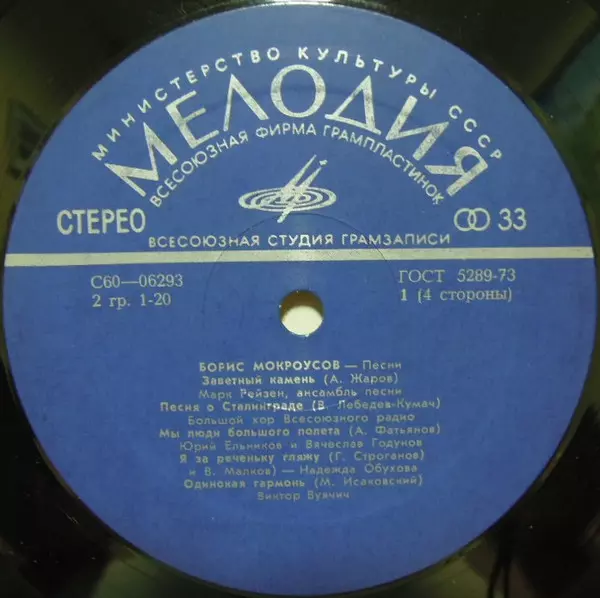 МИНИСТЕРСТВО КУЛЬТУРЫ СССР
МЕЛОДИЯ
ВСЕСОЮЗНАЯ ФИРМА ГРАМПЛАСТИНОК
СТЕРЕО
33
ВСЕСОЮЗНАЯ СТУДИЯ ГРАМЗАПИСИ
С60—06293
ГОСТ 5289-73
2 гр. 1-20
1 (4 стороны)
БОРИС МОКРОУСОВ — Песни
Заветный камень (А. Жаров)
Марк Рейзен, ансамбль песни
Песня о Сталинграде (В. Лебедев-Кумач)
Большой хор Всесоюзного радио
Мы люди большого полета (А. Фатьянов)
Юрий Ельников и Вячеслав Годунов
Я за реченьку гляжу (Г. Строганов)
и В. Малков) — Надежда Обухова
Одинокая гармонь (М. Исаковский)
Виктор Вуячич